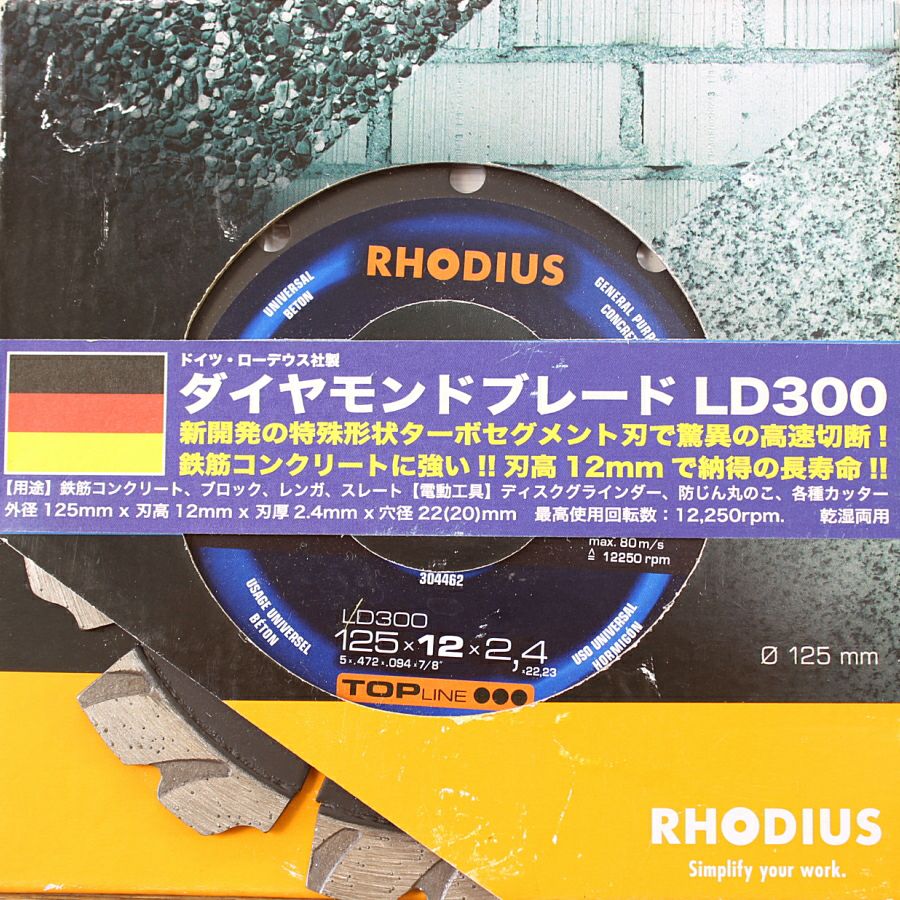 RHODIUS
UNIVERSAL
BETON
GENERAL PURP
CONCRET
ドイツ・ローデウス社製
ダイヤモンドブレード LD300
新開発の特殊形状ターボセグメント刃で驚異の高速切断！
鉄筋コンクリートに強い!! 刃高 12mm で納得の長寿命!!
【用途】鉄筋コンクリート、ブロック、レンガ、スレート【電動工具】ディスクグラインダー、防じん丸のこ、各種カッター
外径 125mm x 刃高 12mm x 刃厚 2.4mm x 穴径 22(20)mm 最高使用回転数：12,250rpm. 乾湿両用
max. 80 m/s
≙ 12250 rpm
304462
USAGE UNIVERSEL
BÉTON
LD300
125 x 12 x 2,4
x22,23
5 x .472 x .094 x 7/8"
USO UNIVERSAL
HORMIGÓN
TOPLINE
Ø 125 mm
RHODIUS
Simplify your work.